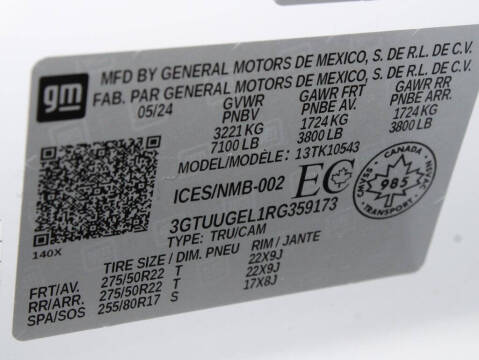 gm
MFD BY GENERAL MOTORS DE MEXICO, S. DE R.L. DE C.V.
FAB. PAR GENERAL MOTORS DE MEXICO, S. DE R.L. DE C.V.
05/24 GVWR GAWR FRT GAWR RR
PNBV PNBE AV. PNBE ARR.
3221 KG 1724 KG 1724 KG
7100 LB 3800 LB 3800 LB
MODEL/MODÈLE: 13TK10543
ICES/NMB-002 EC
CANADA
985
TRANSPORT
3GTUUGEL1RG359173
TYPE: TRU/CAM
140X
TIRE SIZE / DIM. PNEU RIM / JANTE
FRT/AV. 275/50R22 T 22X9J
RR/ARR. 275/50R22 T 22X9J
SPA/SOS 255/80R17 S 17X8J